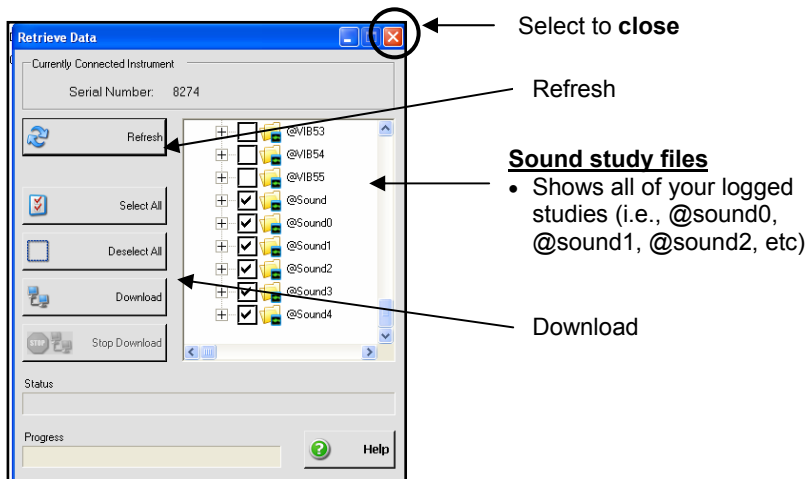 Retrieve Data
Currently Connected Instrument
Serial Number: 8274
Refresh
Select All
Deselect All
Download
STOP
Stop Download
@VIB53
@VIB54
@VIB55
@Sound
@Sound0
@Sound1
@Sound2
@Sound3
@Sound4
Status
Progress
Help
Select to close
Refresh
Sound study files
• Shows all of your logged
studies (i.e., @sound0,
@sound1, @sound2, etc)
Download